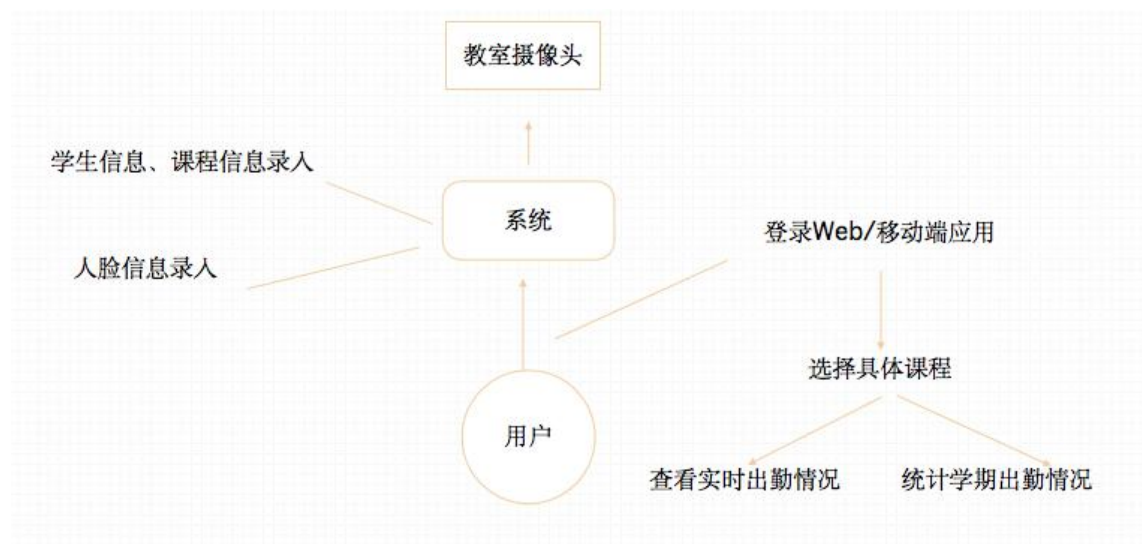 教室摄像头
学生信息、课程信息录入
系统
登录Web/移动端应用
人脸信息录入
选择具体课程
用户
查看实时出勤情况
统计学期出勤情况